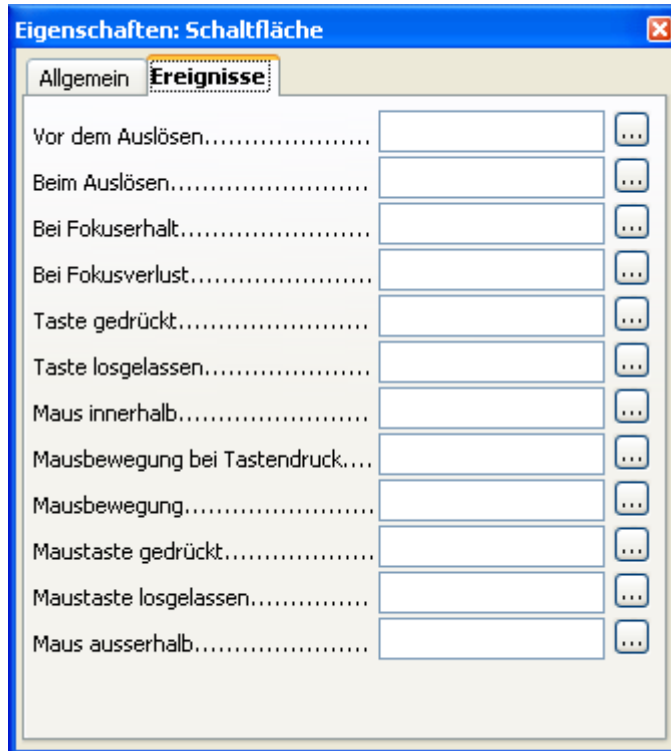 Eigenschaften: Schaltfläche
Allgemein Ereignisse
Vor dem Auslösen...................... ...
Beim Auslösen.......................... ...
Bei Fokuserhalt......................... ...
Bei Fokusverlust........................ ...
Taste gedrückt......................... ...
Taste losgelassen.................... ...
Maus innerhalb......................... ...
Mausbewegung bei Tastendruck.... ...
Mausbewegung....................... ...
Maustaste gedrückt.................. ...
Maustaste losgelassen............... ...
Maus ausserhalb....................... ...